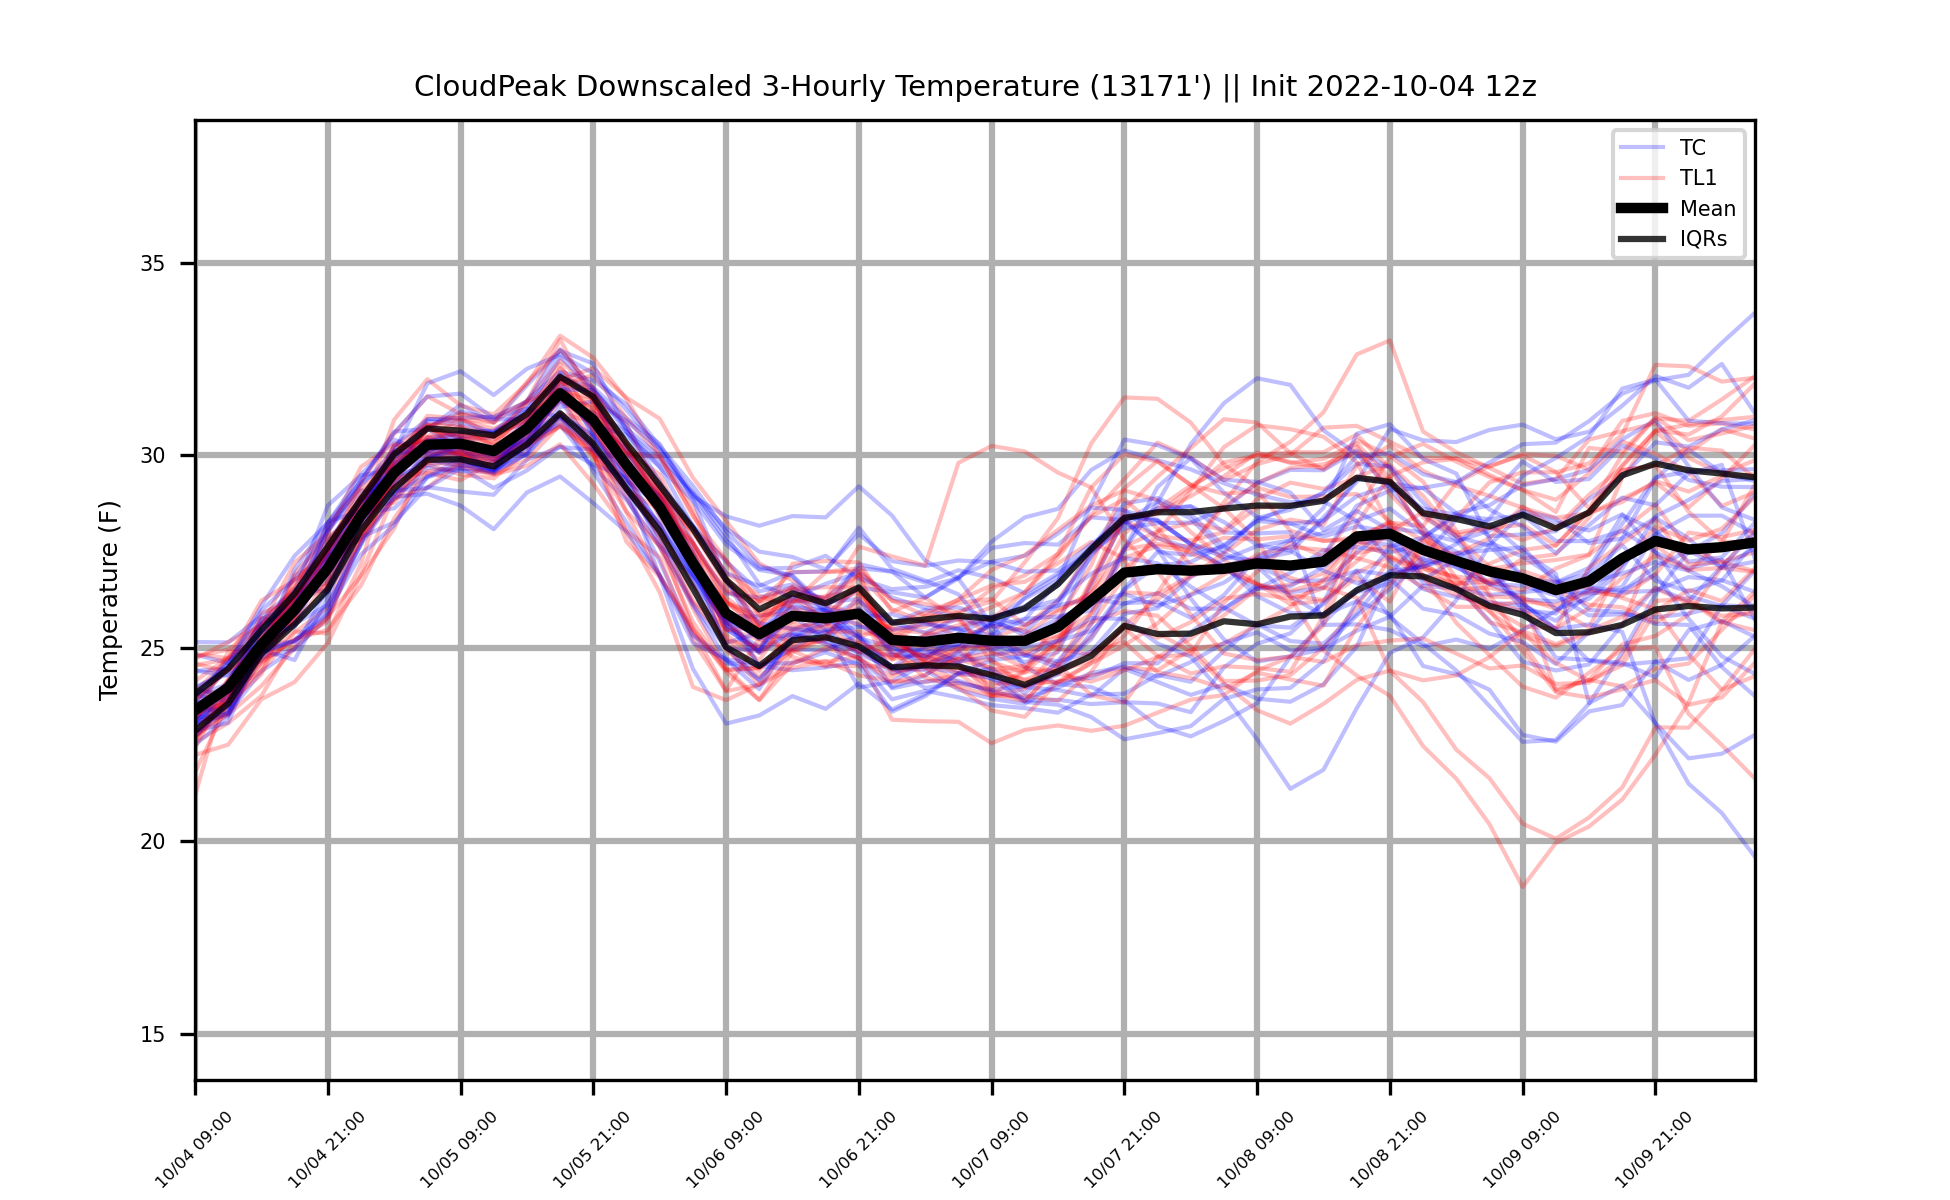 CloudPeak Downscaled 3-Hourly Temperature (13171') || Init 2022-10-04 12z
TC
TL1
Mean
IQRs
Temperature (F)
35
30
25
20
15
10/04 09:00
10/04 21:00
10/05 09:00
10/05 21:00
10/06 09:00
10/06 21:00
10/07 09:00
10/07 21:00
10/08 09:00
10/08 21:00
10/09 09:00
10/09 21:00